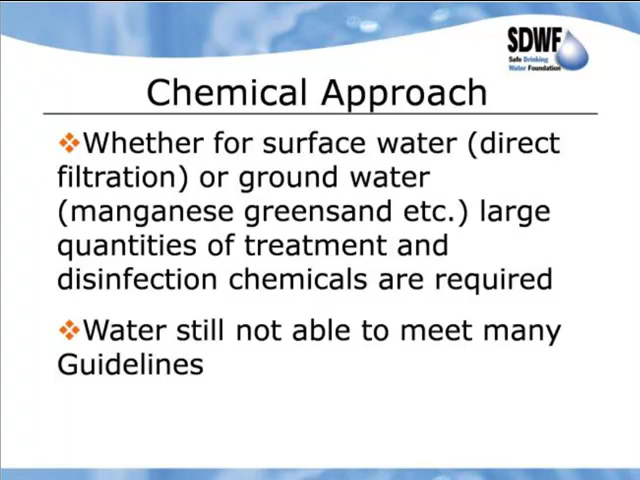 SDWF
Safe Drinking
Water Foundation
Chemical Approach
Whether for surface water (direct
filtration) or ground water
(manganese greensand etc.) large
quantities of treatment and
disinfection chemicals are required
Water still not able to meet many
Guidelines